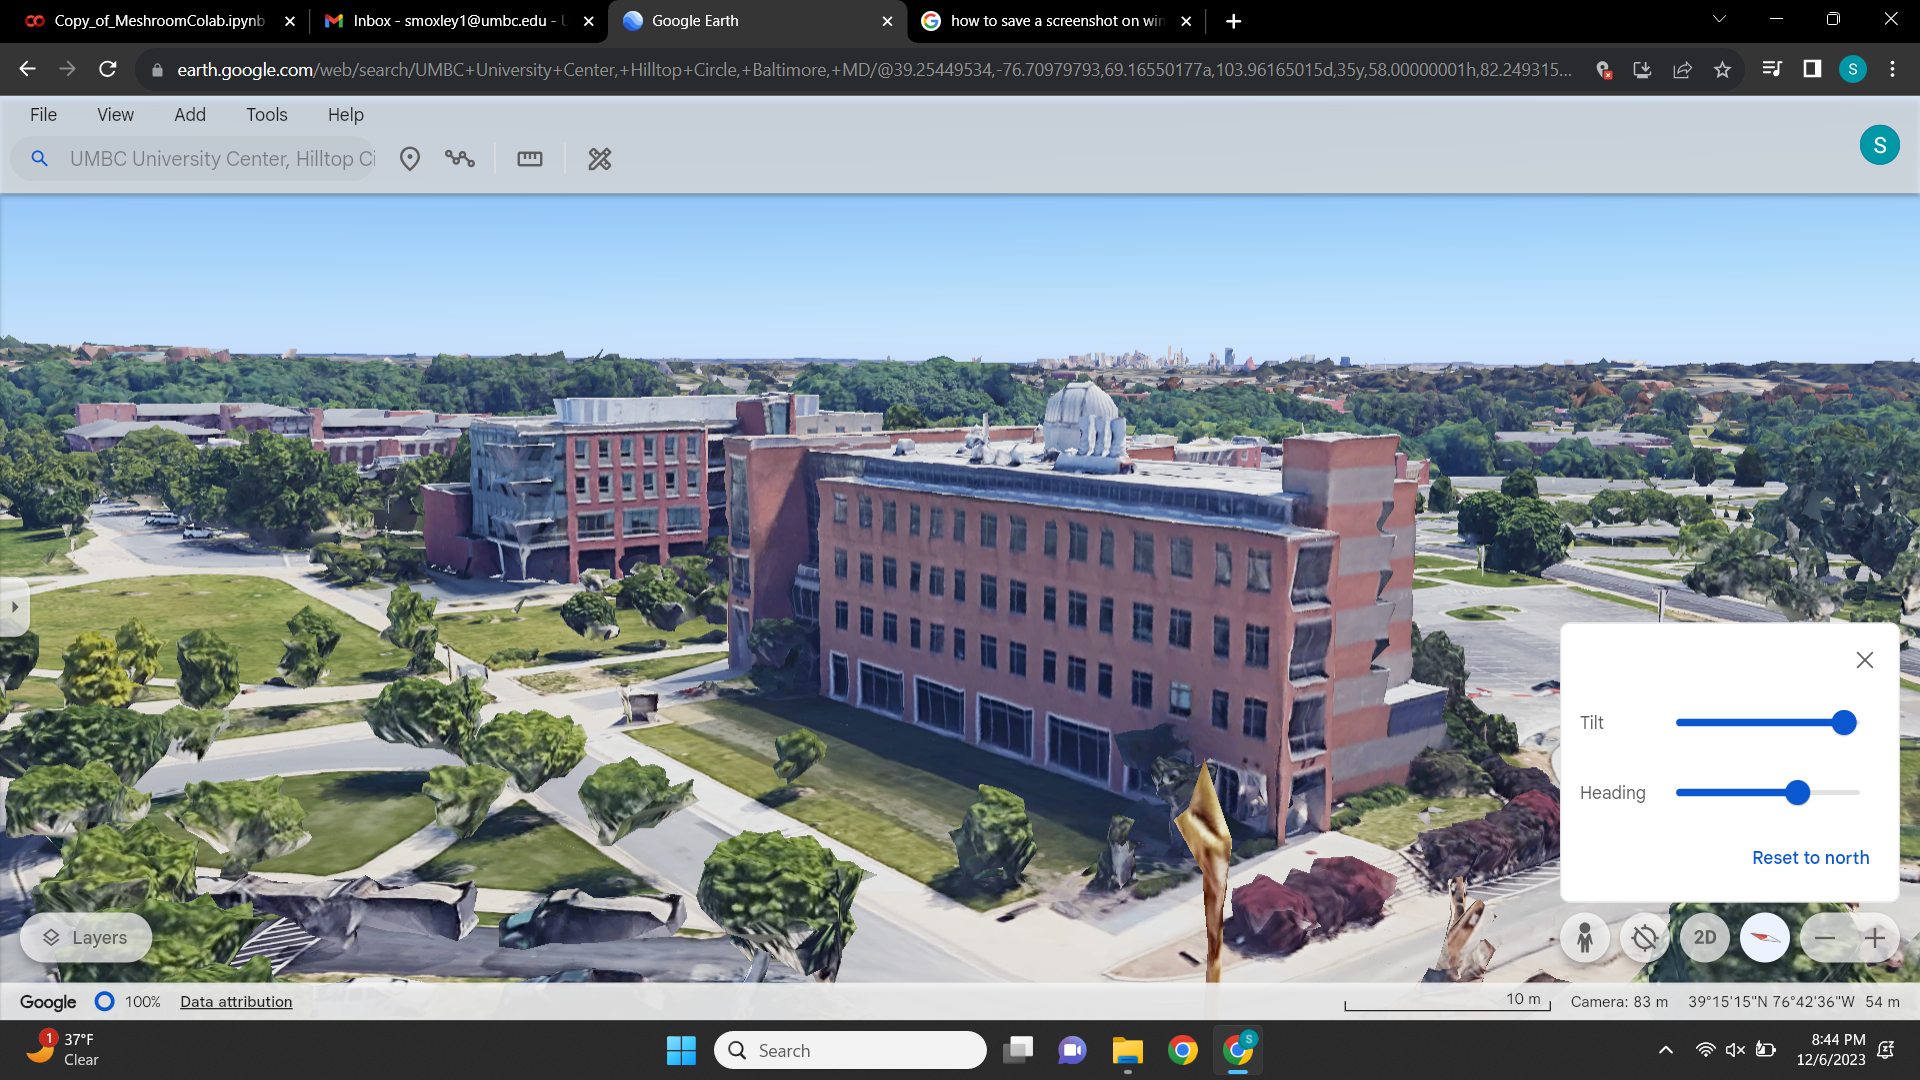 Copy_of_MeshroomColab.ipynb
Inbox - smoxley1@umbc.edu -
Google Earth
how to save a screenshot on win
earth.google.com/web/search/UMBC+University+Center,+Hilltop+Circle,+Baltimore,+MD/@39.25449534,-76.70979793,69.16550177a,103.96165015d,35y,58.00000001h,82.249315...
S
File
View
Add
Tools
Help
UMBC University Center, Hilltop Ci
S
Tilt
Heading
Reset to north
Layers
2D
Google
100%
Data attribution
10 m
Camera: 83 m
39°15'15"N 76°42'36"W
54 m
1
37°F
Clear
Search
S
8:44 PM
12/6/2023